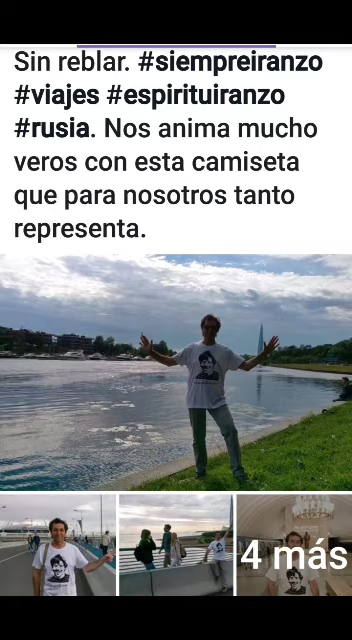 Sin reblar. #siempreiranzo
#viajes #espirituiranzo
#rusia. Nos anima mucho
veros con esta camiseta
que para nosotros tanto
representa.
4 más